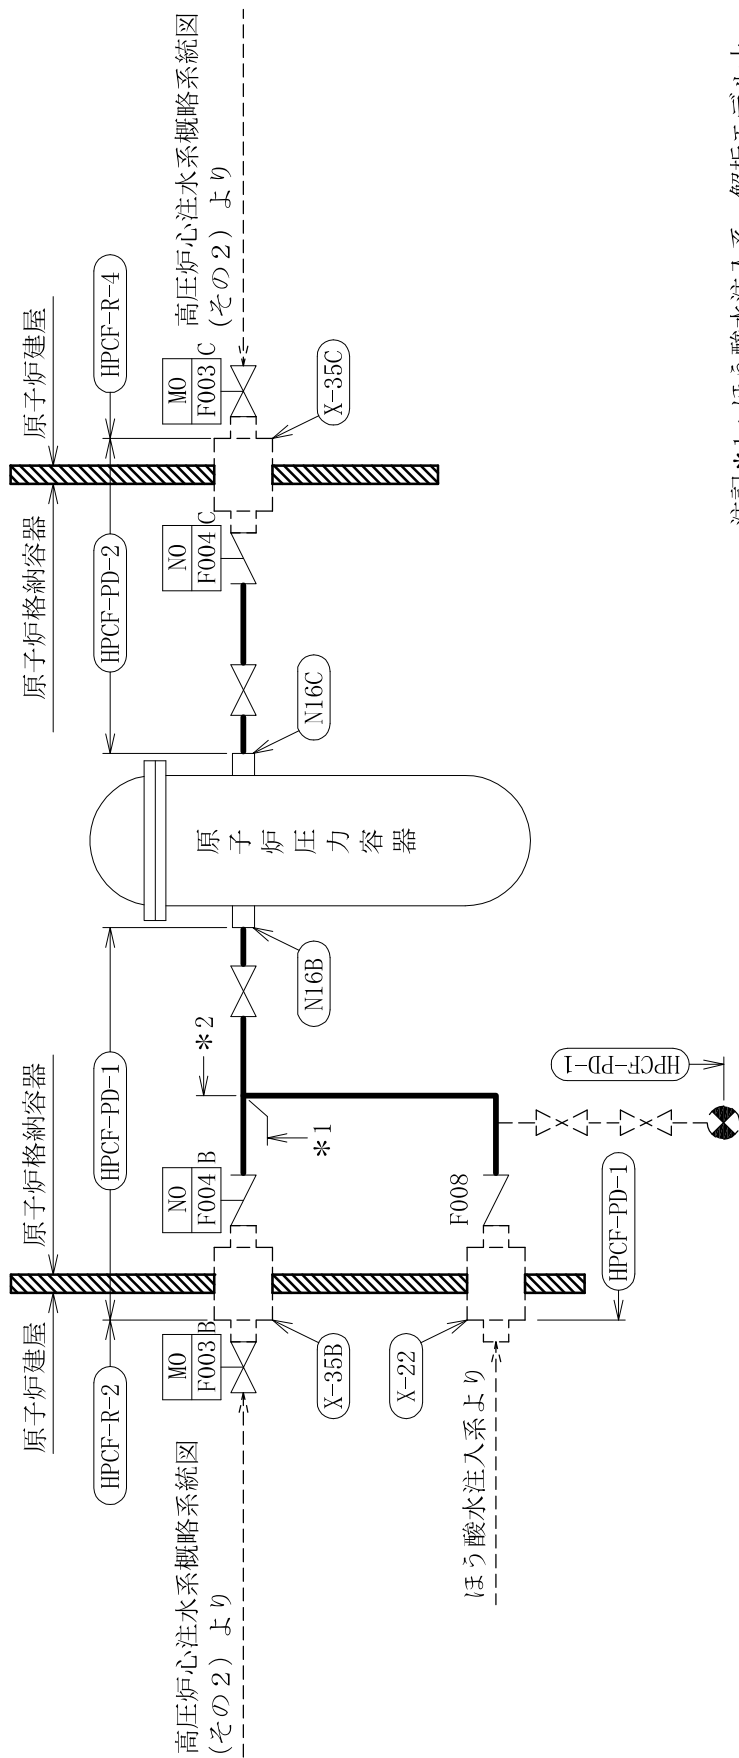 高圧炉心注水系概略系統図
(その2) より
HPCF-R-2
原子炉建屋
原子炉格納容器
HPCF-PD-1
MO
F003
B
X-35B
NO
F004
B
*1
*2
N16B
原子炉圧力容器
N16C
原子炉格納容器
原子炉建屋
HPCF-PD-2
HPCF-R-4
NO
F004
C
MO
F003
C
X-35C
高圧炉心注水系概略系統図
(その2) より
ほう酸水注入系より
X-22
F008
HPCF-PD-1
HPCF-PD-1